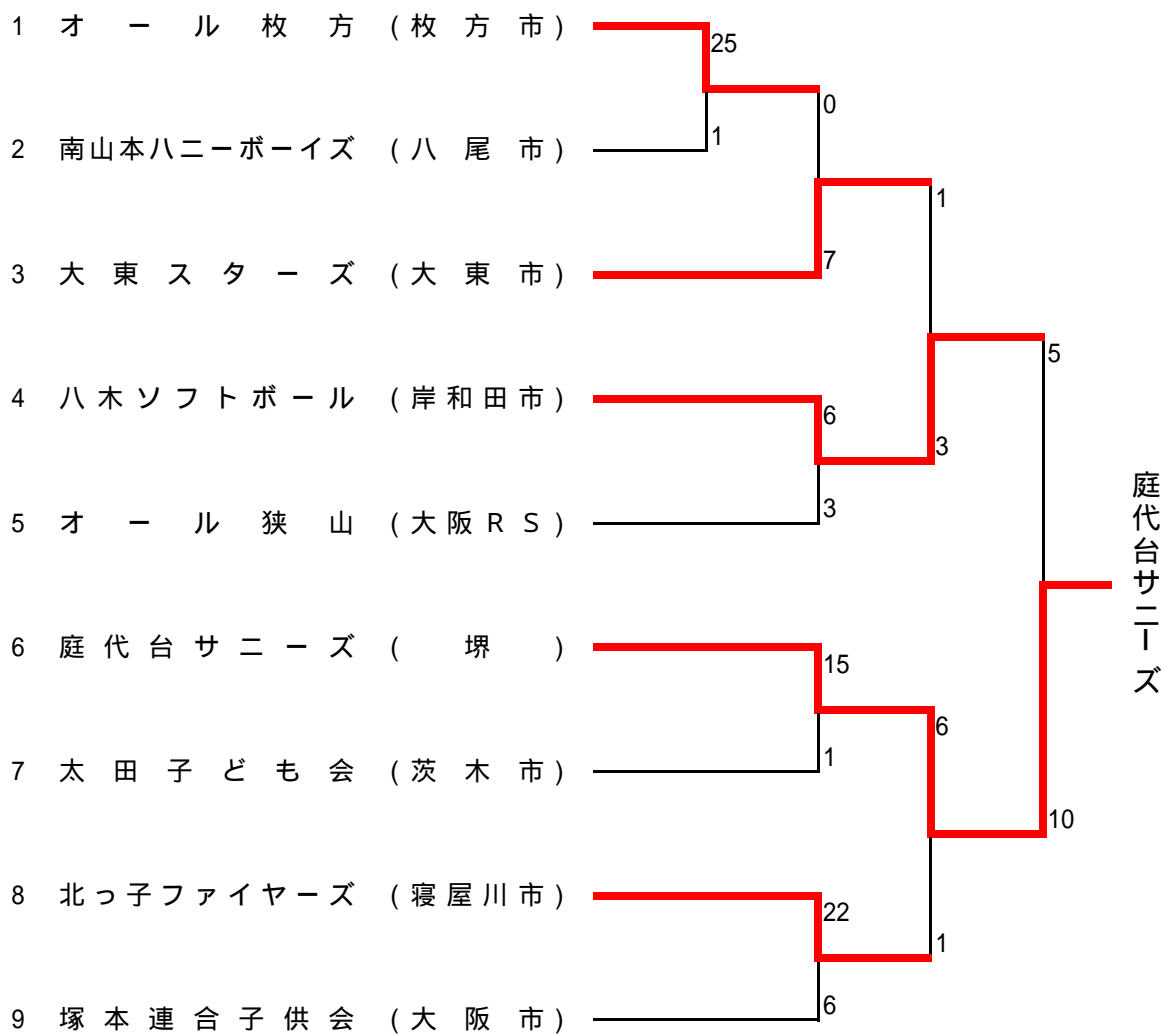 1 オール枚方 (枚方市)
25
0
2 南山本ハニーボーイズ (八尾市)
1
1
3 大東スターズ (大東市)
7
5
4 八木ソフトボール (岸和田市)
6
3
5 オール狭山 (大阪RS)
3
庭代台サニーズ
6 庭代台サニーズ (堺)
15
6
7 太田子ども会 (茨木市)
1
10
8 北っ子ファイヤーズ (寝屋川市)
22
1
9 塚本連合子供会 (大阪市)
6